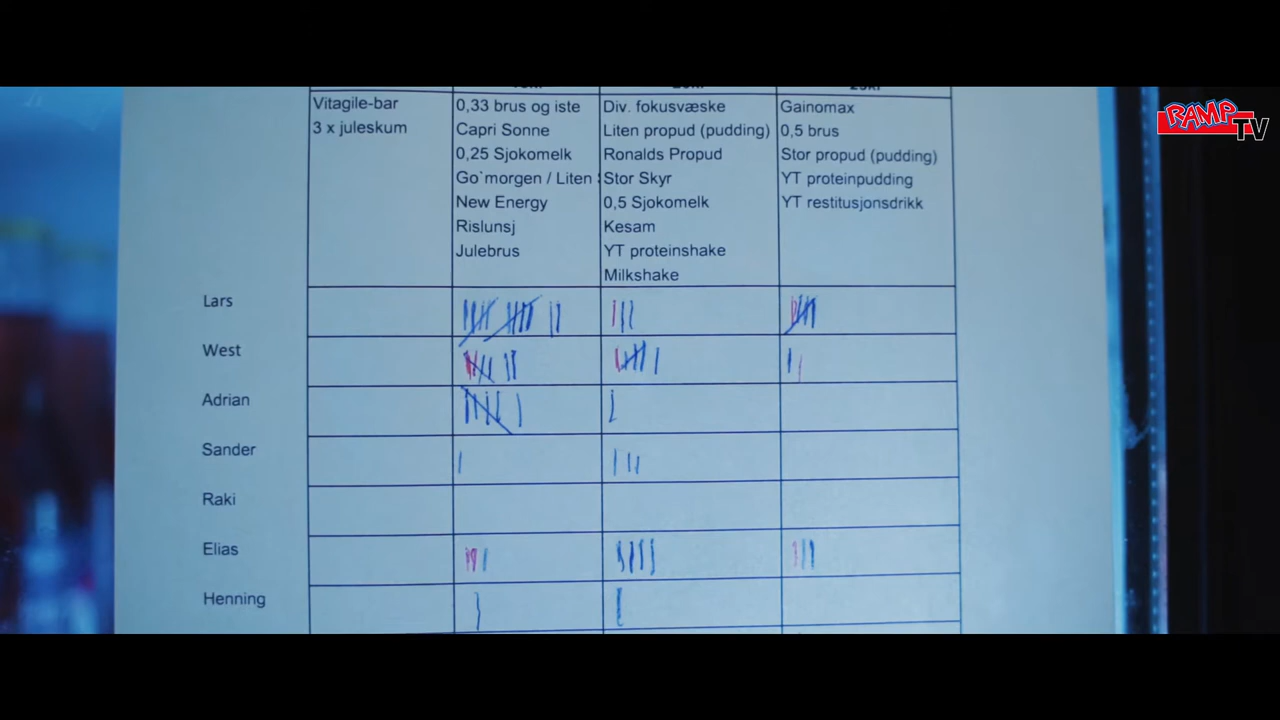 RAMP
TV
25kr
Vitagile-bar
3 x juleskum
0,33 brus og iste
Capri Sonne
0,25 Sjokomelk
Go`morgen / Liten
New Energy
Rislunsj
Julebrus
Div. fokusvæske
Liten propud (pudding)
Ronalds Propud
Stor Skyr
0,5 Sjokomelk
Kesam
YT proteinshake
Milkshake
Gainomax
0,5 brus
Stor propud (pudding)
YT proteinpudding
YT restitusjonsdrikk
Lars
West
Adrian
Sander
Raki
Elias
Henning